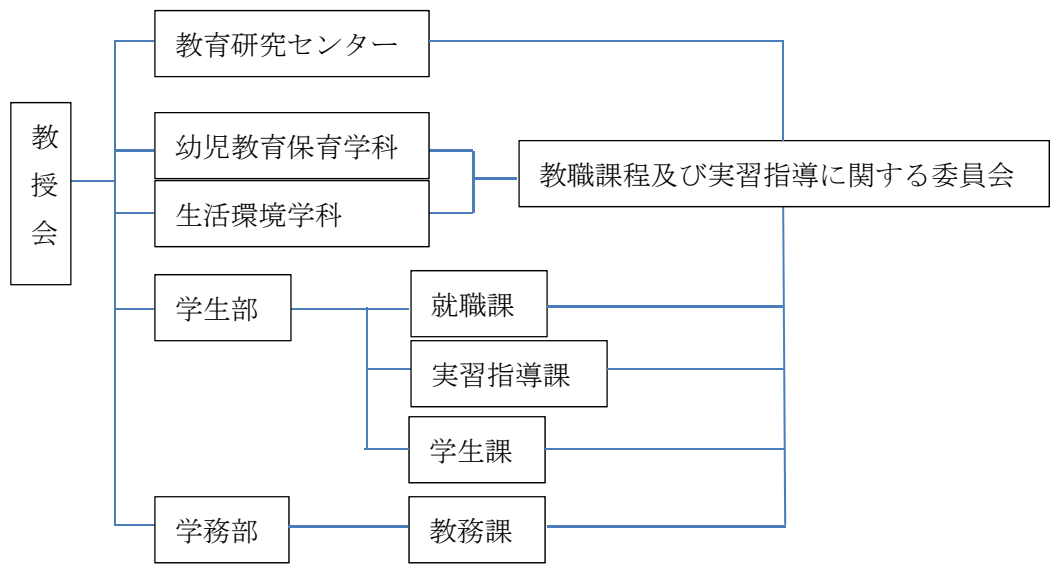 教授会
教育研究センター
幼児教育保育学科
生活環境学科
教職課程及び実習指導に関する委員会
学生部
就職課
実習指導課
学生課
学務部
教務課